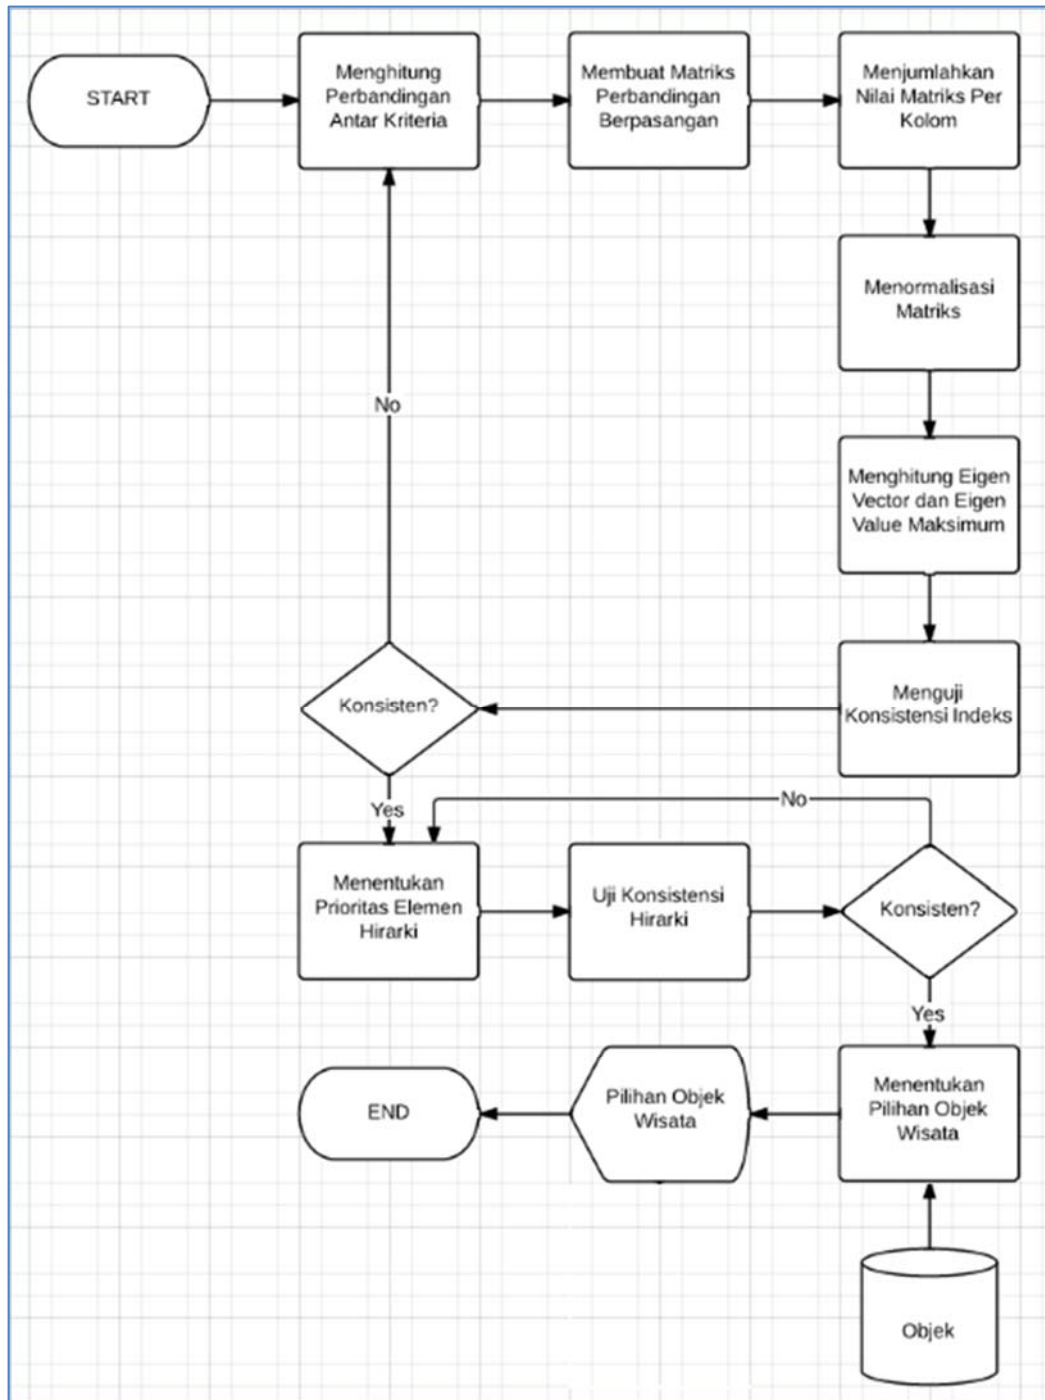 START
Menghitung
Perbandingan
Antar Kriteria
Membuat Matriks
Perbandingan
Berpasangan
Menjumlahkan
Nilai Matriks Per
Kolom
Menormalisasi
Matriks
No
Menghitung Eigen
Vector dan Eigen
Value Maksimum
Konsisten?
Menguji
Konsistensi Indeks
Yes
No
Menentukan
Prioritas Elemen
Hirarki
Uji Konsistensi
Hirarki
Konsisten?
Yes
END
Pilihan Objek
Wisata
Menentukan
Pilihan Objek
Wisata
Objek